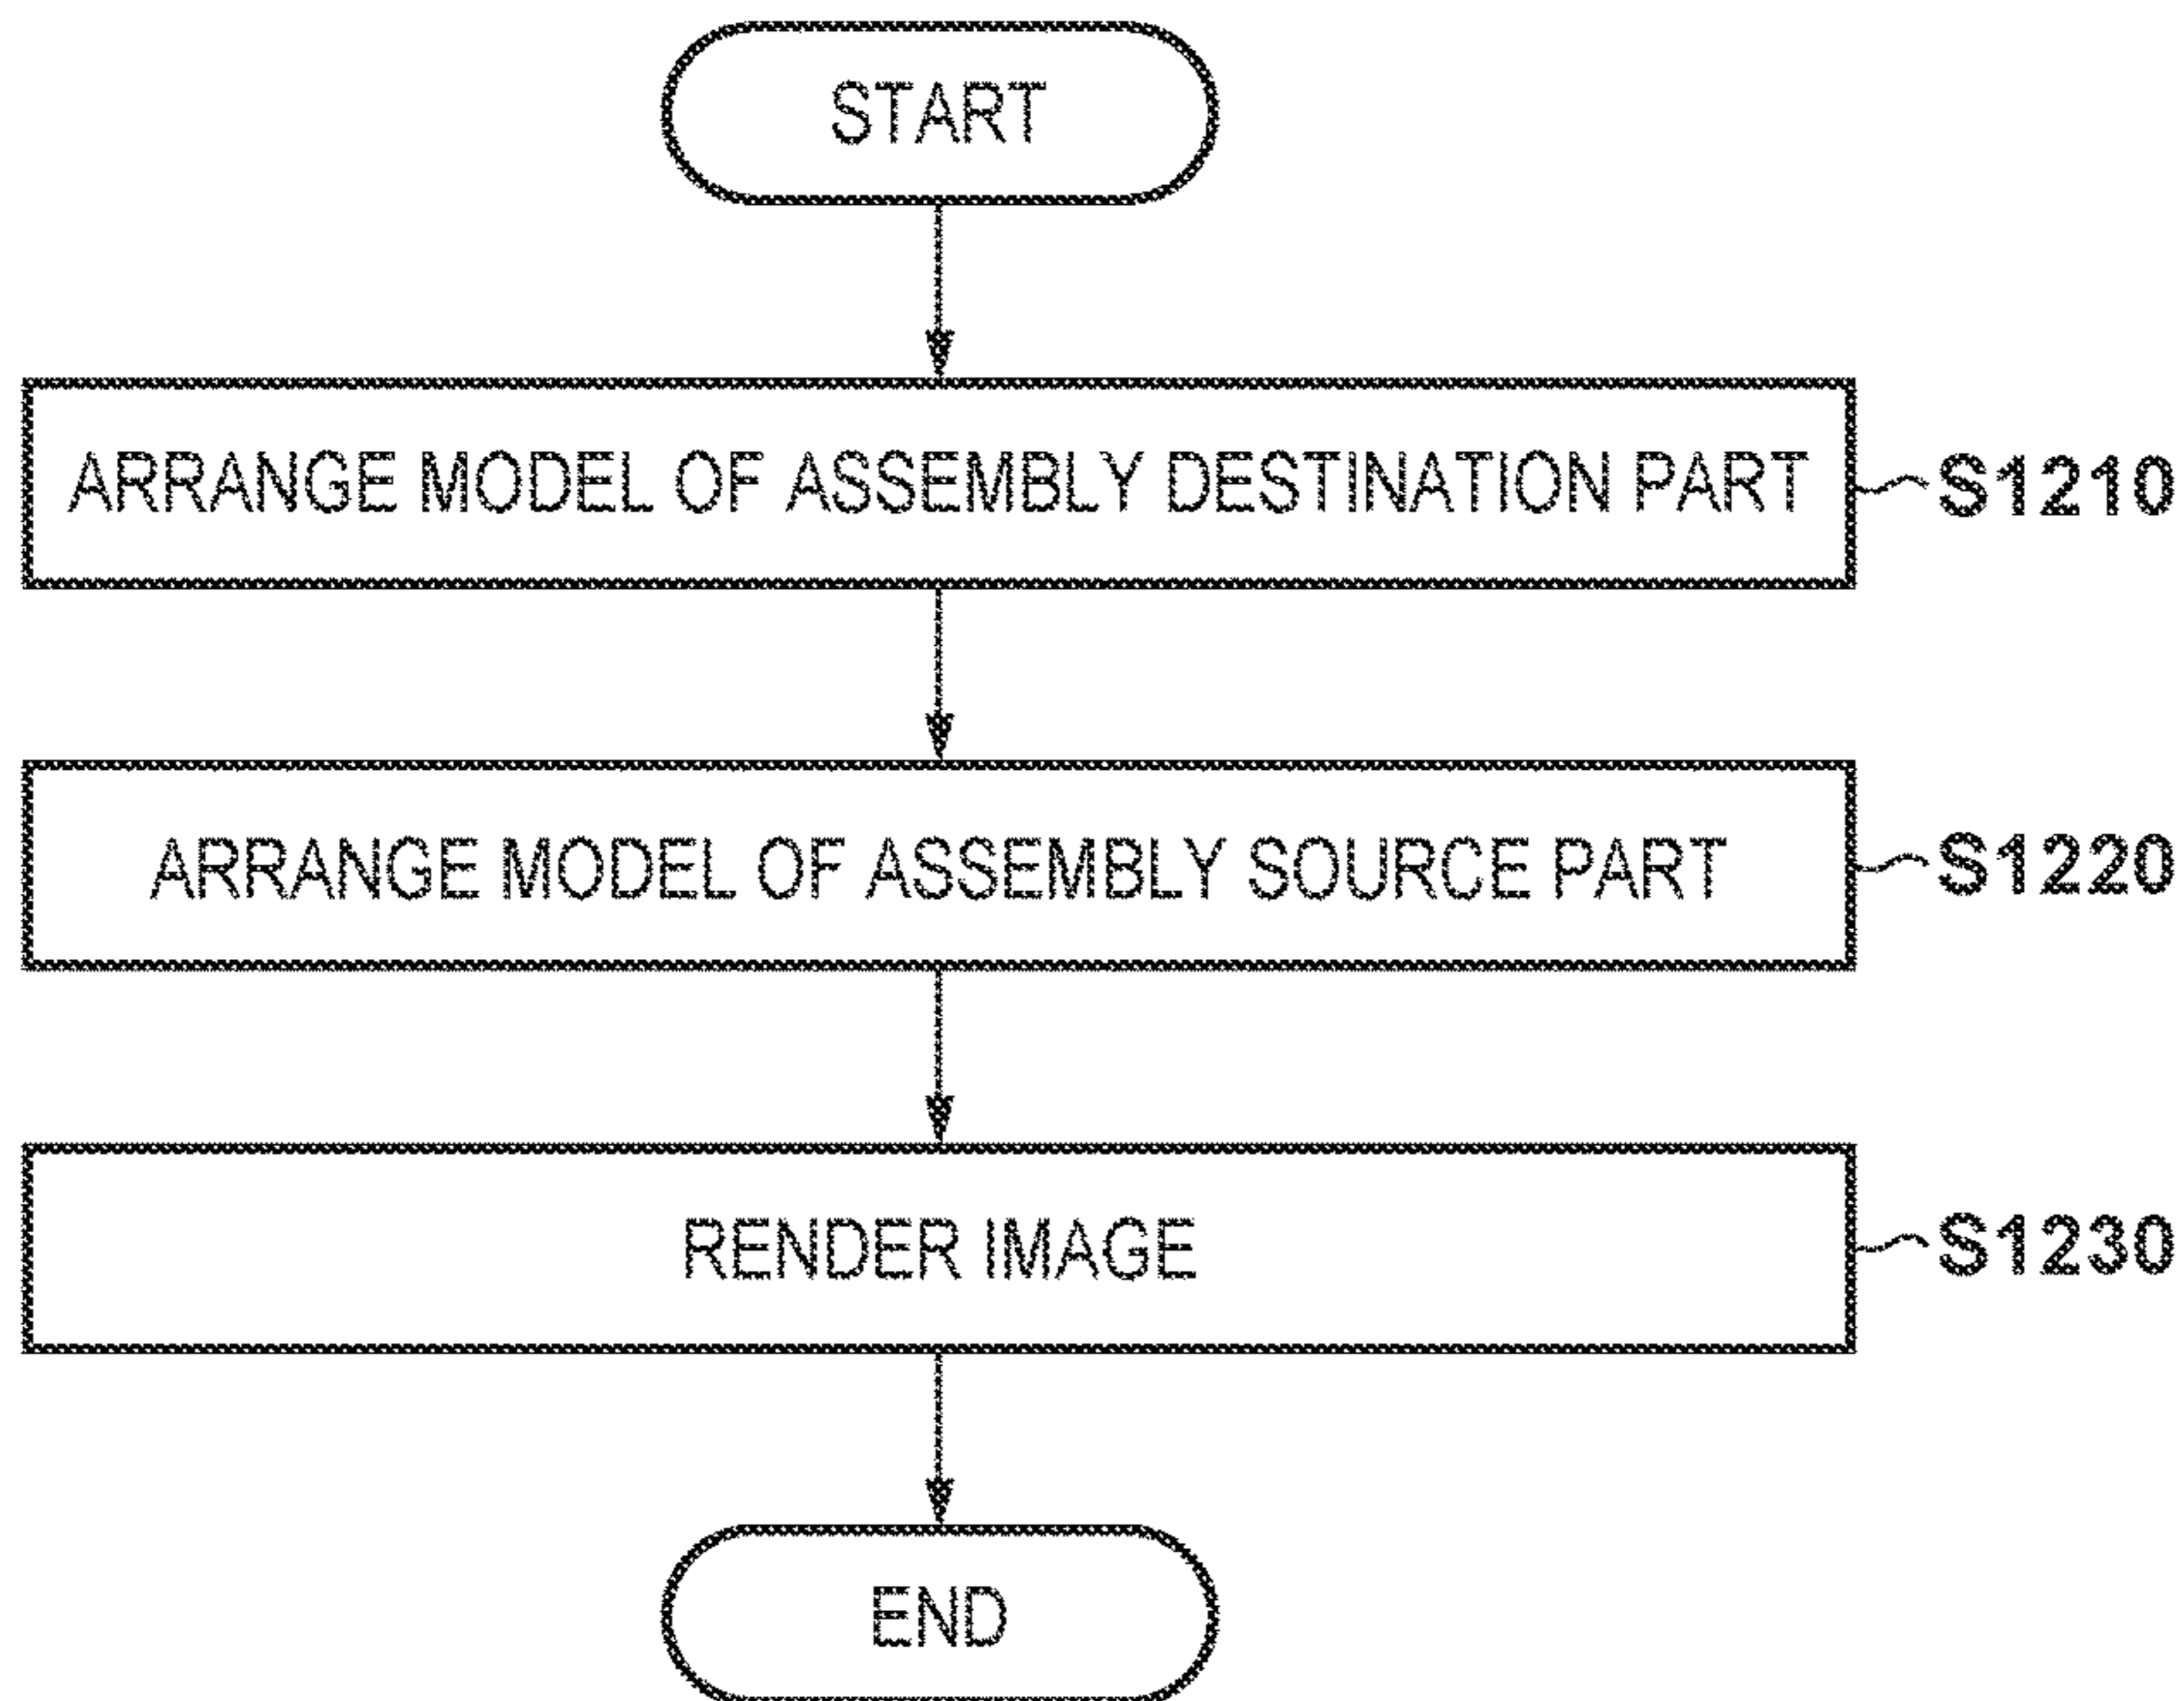 START
ARRANGE MODEL OF ASSEMBLY DESTINATION PART
S1210
ARRANGE MODEL OF ASSEMBLY SOURCE PART
S1220
RENDER IMAGE
S1230
END